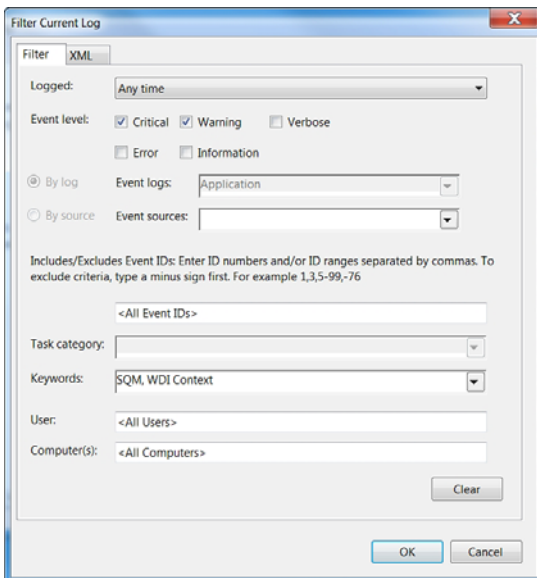 Filter Current Log
Filter XML
Logged: Any time
Event level: Critical Warning Verbose
Error Information
By log Event logs: Application
By source Event sources:
Includes/Excludes Event IDs: Enter ID numbers and/or ID ranges separated by commas. To
exclude criteria, type a minus sign first. For example 1,3,5-99,-76
<All Event IDs>
Task category:
Keywords: SQM, WDI Context
User: <All Users>
Computer(s): <All Computers>
Clear
OK Cancel